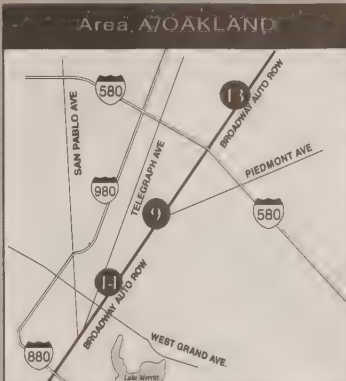 Area A/OAKLAND
580
13
BROADWAY AUTO ROW
SAN PABLO AVE
TELEGRAPH AVE
980
PIEDMONT AVE
9
580
14
BROADWAY AUTO ROW
WEST GRAND AVE.
880
Lake Merritt